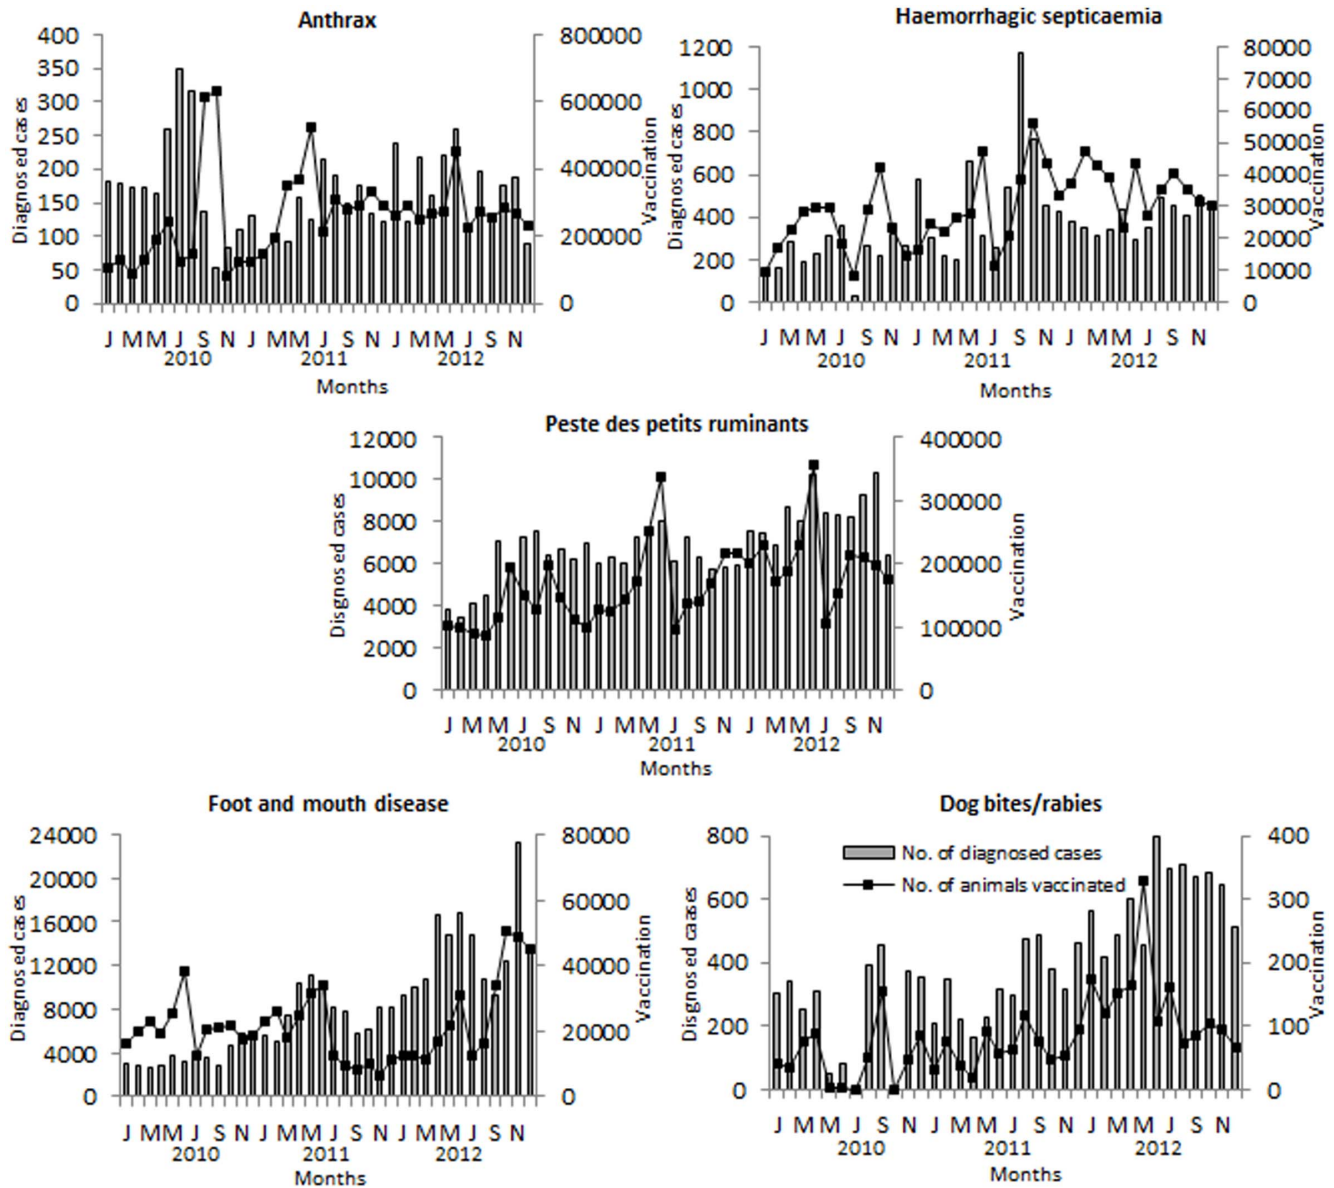 Anthrax
400
350
300
250
200
150
100
50
0
Diagnosed cases
800000
600000
400000
200000
0
Vaccination
J M M J S N J M M J S N J M M J S N
2010 2011 2012
Months
Haemorrhagic septicaemia
1200
1000
800
600
400
200
0
Diagnosed cases
80000
70000
60000
50000
40000
30000
20000
10000
0
Vaccination
J M M J S N J M M J S N J M M J S N
2010 2011 2012
Months
Peste des petits ruminants
12000
10000
8000
6000
4000
2000
0
Disgnosed cases
400000
300000
200000
100000
0
Vaccination
J M M J S N J M M J S N J M M J S N
2010 2011 2012
Months
Foot and mouth disease
24000
20000
16000
12000
8000
4000
0
Diagnosed cases
80000
60000
40000
20000
0
Vaccination
J M M J S N J M M J S N J M M J S N
2010 2011 2012
Months
Dog bites/rabies
800
600
400
200
0
Diagnosed cases
No. of diagnosed cases
No. of animals vaccinated
400
300
200
100
0
Vaccination
J M M J S N J M M J S N J M M J S N
2010 2011 2012
Months